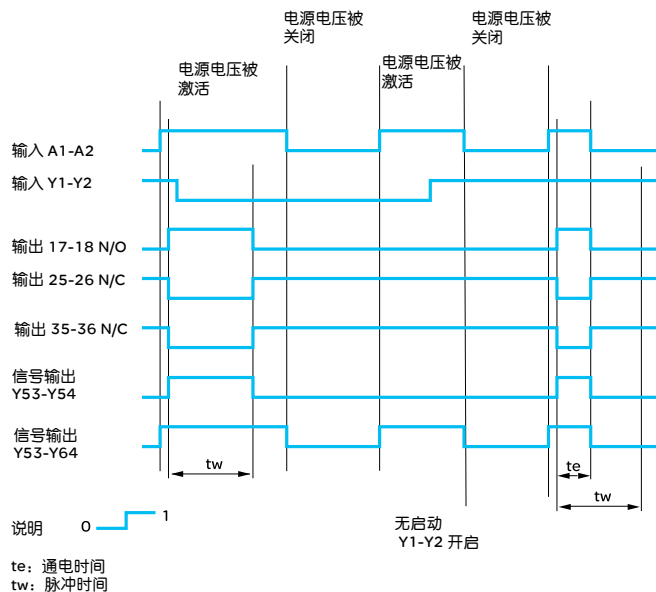 电源电压被
关闭
电源电压被
关闭
电源电压被
激活
电源电压被
激活
输入 A1-A2
输入 Y1-Y2
输出 17-18 N/O
输出 25-26 N/C
输出 35-36 N/C
信号输出
Y53-Y54
信号输出
Y53-Y64
tw
te
tw
说明 0 1
无启动
Y1-Y2 开启
te：通电时间
tw：脉冲时间